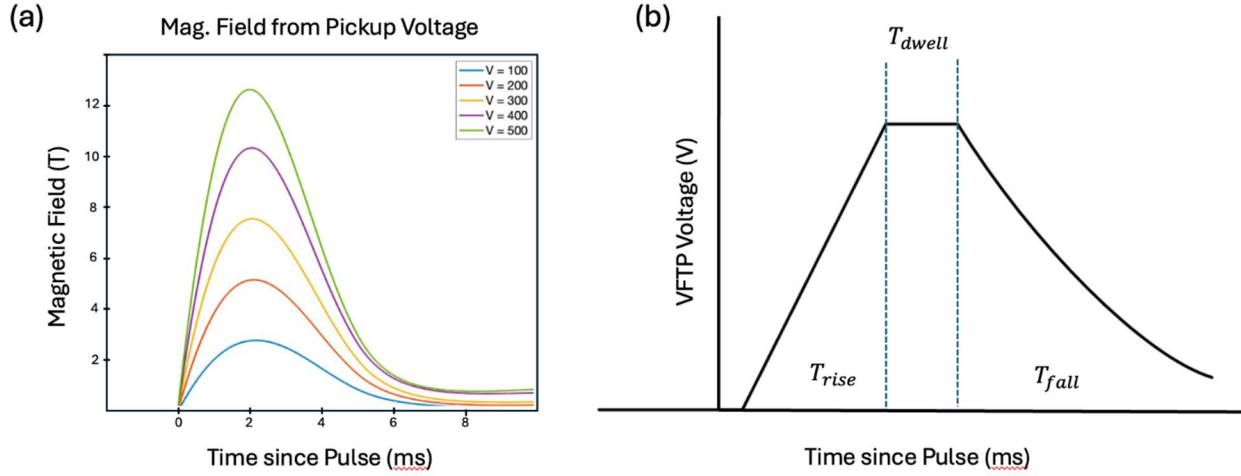 (a)
Mag. Field from Pickup Voltage
Magnetic Field (T)
12
10
8
6
4
2
0 2 4 6 8
Time since Pulse (ms)
V = 100
V = 200
V = 300
V = 400
V = 500
(b)
VFTP Voltage (V)
T_dwell
T_rise
T_fall
Time since Pulse (ms)